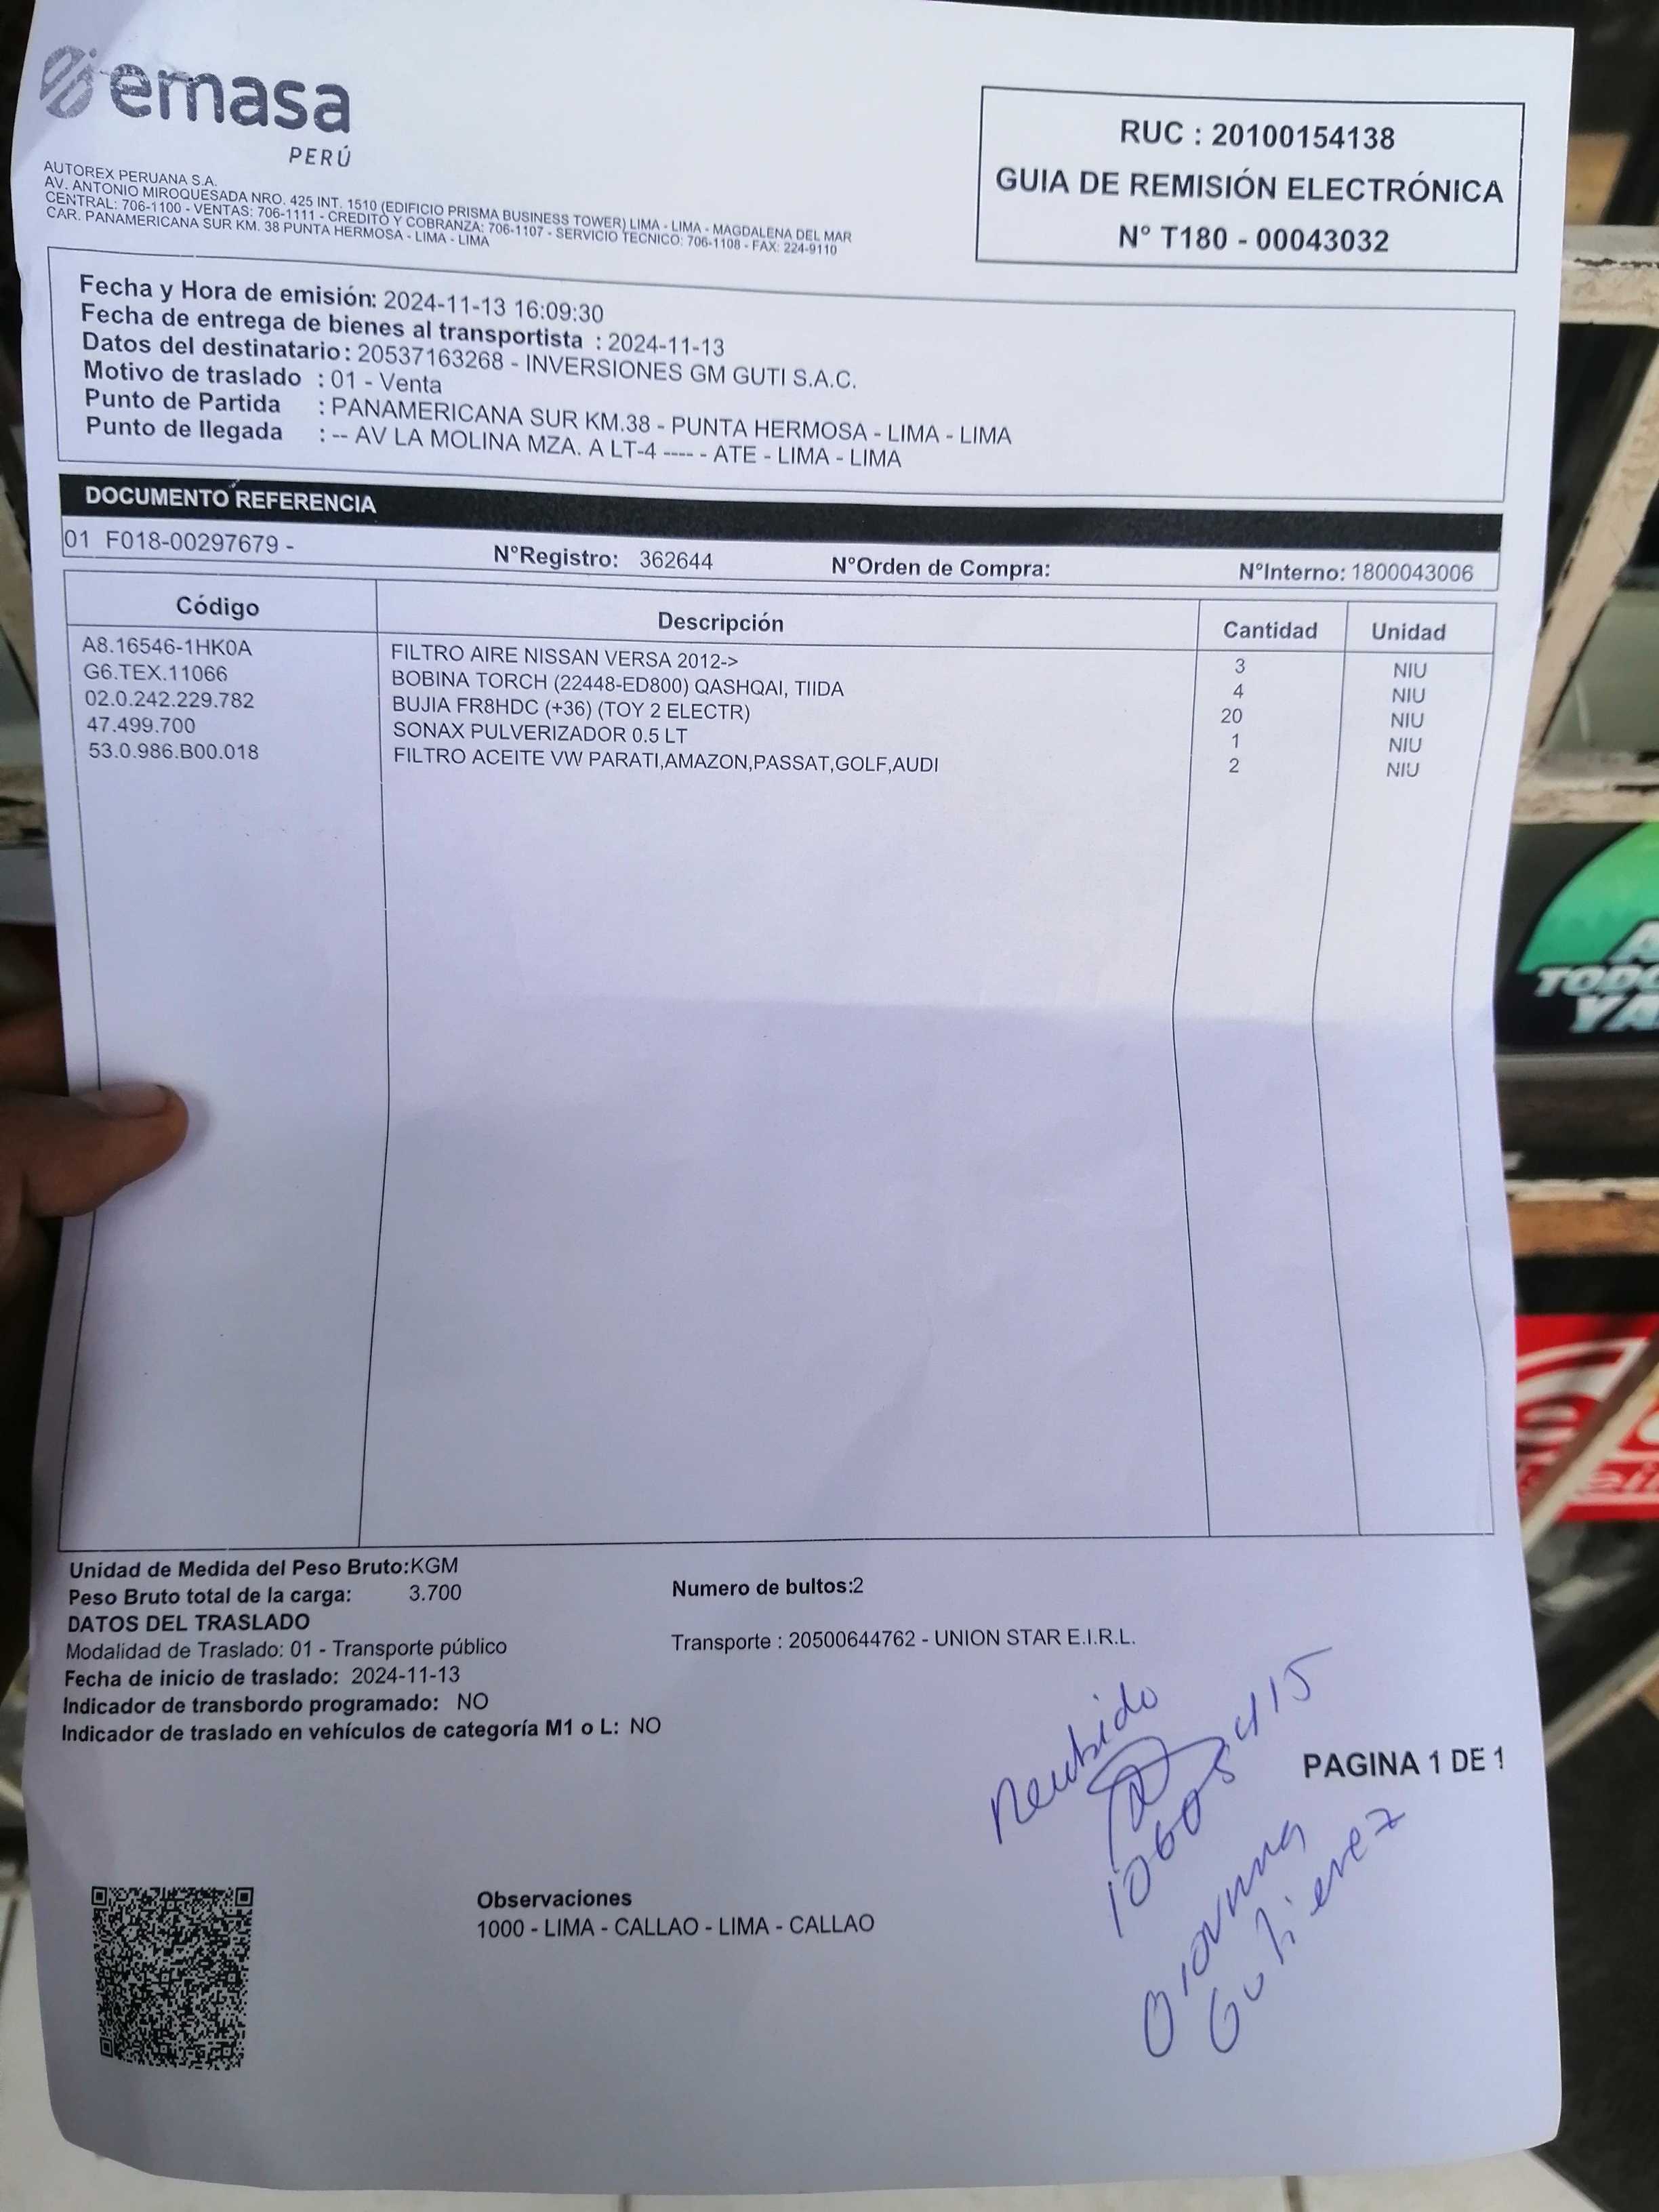 emasa
PERÚ
AUTOREX PERUANA S.A.
AV. ANTONIO MIROQUESADA NRO. 425 INT. 1510 (EDIFICIO PRISMA BUSINESS TOWER) LIMA - LIMA - MAGDALENA DEL MAR
CENTRAL: 706-1100 - VENTAS: 706-1111 - CREDITO Y COBRANZA: 706-1107 - SERVICIO TECNICO: 706-1108 - FAX: 224-9110
CAR. PANAMERICANA SUR KM. 38 PUNTA HERMOSA - LIMA - LIMA
RUC : 20100154138
GUIA DE REMISIÓN ELECTRÓNICA
N° T180 - 00043032
Fecha y Hora de emisión: 2024-11-13 16:09:30
Fecha de entrega de bienes al transportista : 2024-11-13
Datos del destinatario : 20537163268 - INVERSIONES GM GUTI S.A.C.
Motivo de traslado : 01 - Venta
Punto de Partida : PANAMERICANA SUR KM.38 - PUNTA HERMOSA - LIMA - LIMA
Punto de llegada : -- AV LA MOLINA MZA. A LT-4 ---- - ATE - LIMA - LIMA
DOCUMENTO REFERENCIA
01 F018-00297679 - N°Registro: 362644 N°Orden de Compra: N°Interno: 1800043006
Código Descripción Cantidad Unidad
A8.16546-1HK0A FILTRO AIRE NISSAN VERSA 2012-> 3 NIU
G6.TEX.11066 BOBINA TORCH (22448-ED800) QASHQAI, TIIDA 4 NIU
02.0.242.229.782 BUJIA FR8HDC (+36) (TOY 2 ELECTR) 20 NIU
47.499.700 SONAX PULVERIZADOR 0.5 LT 1 NIU
53.0.986.B00.018 FILTRO ACEITE VW PARATI,AMAZON,PASSAT,GOLF,AUDI 2 NIU
Unidad de Medida del Peso Bruto:KGM
Peso Bruto total de la carga: 3.700 Numero de bultos:2
DATOS DEL TRASLADO
Modalidad de Traslado: 01 - Transporte público Transporte : 20500644762 - UNION STAR E.I.R.L.
Fecha de inicio de traslado: 2024-11-13
Indicador de transbordo programado: NO
Indicador de traslado en vehículos de categoría M1 o L: NO
PAGINA 1 DE 1
Observaciones
1000 - LIMA - CALLAO - LIMA - CALLAO
Recibido
TODO
YA